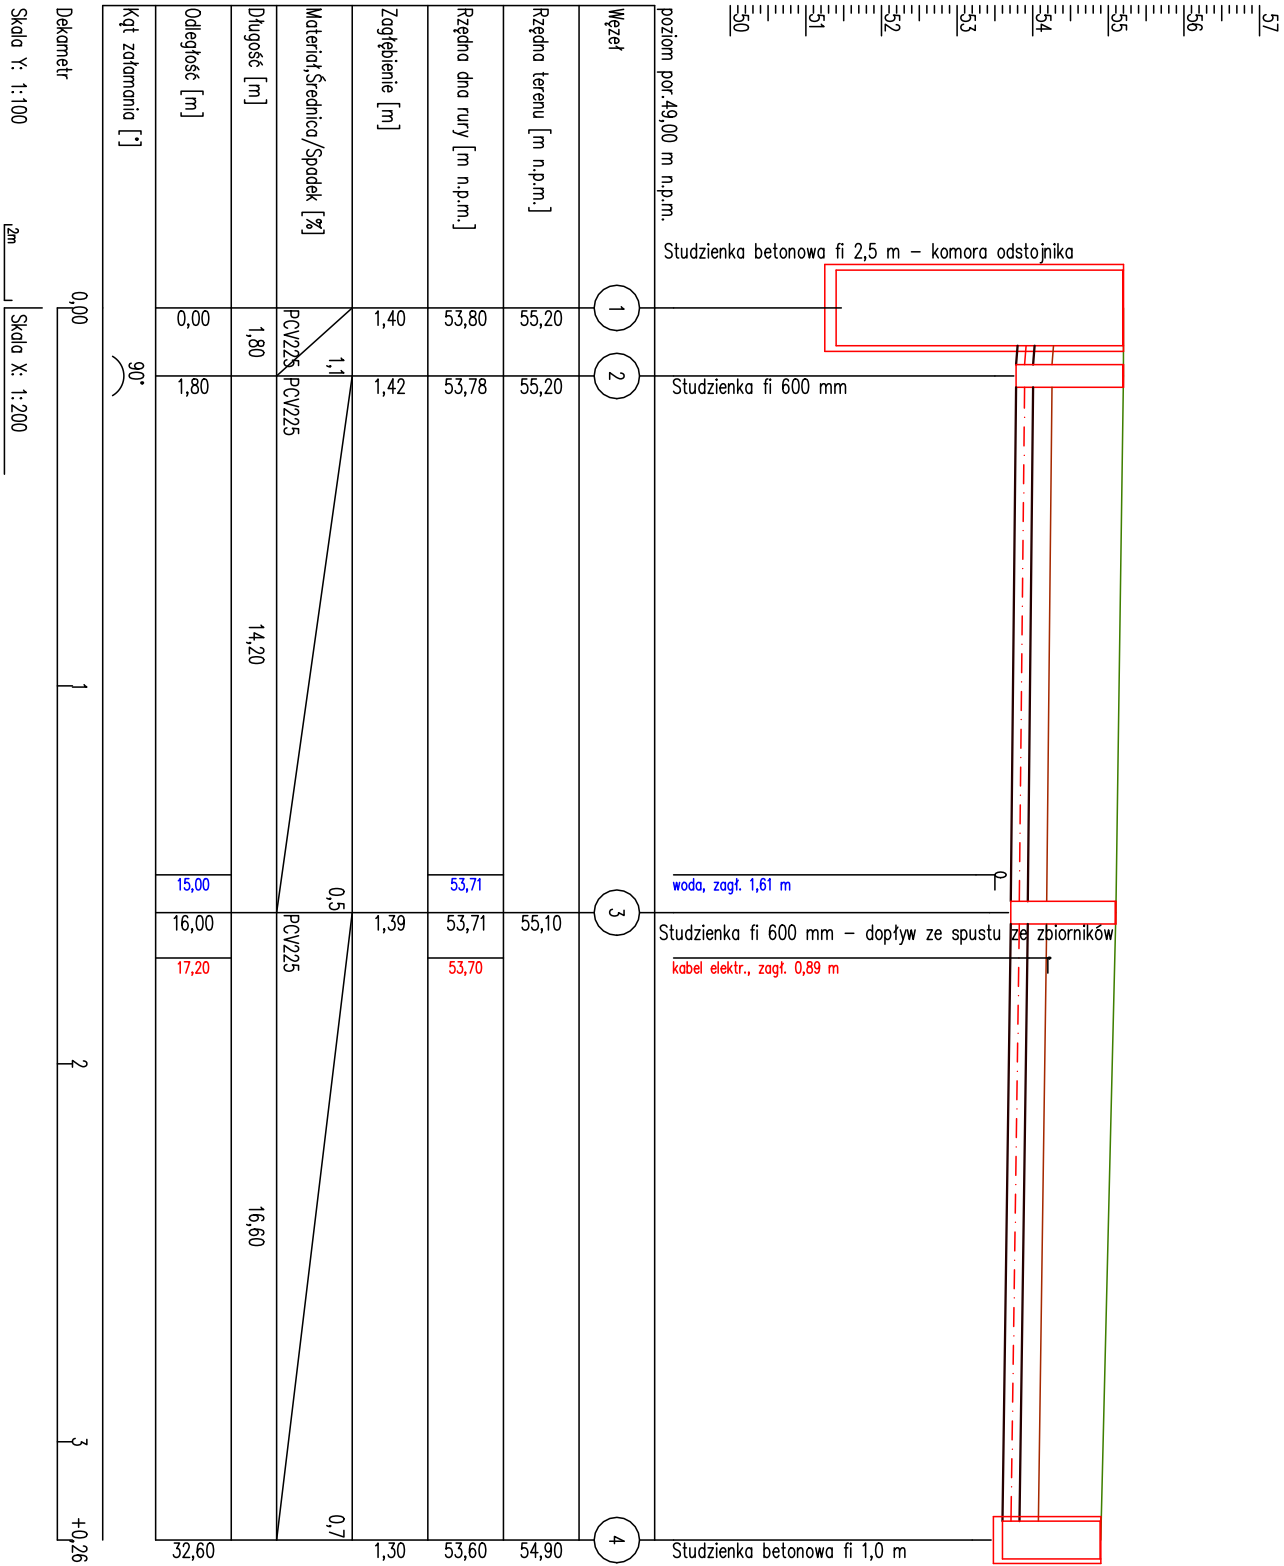 50 51 52 53 54 55 56 57
poziom por.49,00 m n.p.m.
Studzienka betonowa fi 2,5 m – komora odstojnika
Studzienka fi 600 mm
woda, zagł. 1,61 m
Studzienka fi 600 mm – dopływ ze spustu ze zbiorników
kabel elektr., zagł. 0,89 m
Studzienka betonowa fi 1,0 m
Węzeł 1 2 3 4
Rzędna terenu [m n.p.m.] 55,20 55,20 55,10 54,90
Rzędna dna rury [m n.p.m.] 53,80 53,78 53,71 53,71 53,70 53,60
Zagłębienie [m] 1,40 1,42 1,39 1,30
Materiał,Średnica/Spadek [%] PCV225 1,1 PCV225 0,5 PCV225 0,7
Długość [m] 1,80 14,20 16,60
Odległość [m] 0,00 1,80 15,00 16,00 17,20 32,60
Kąt załamania [°] 90°
Dekametr 0,00 1 2 3 +0,26
Skala Y: 1:100
2m
Skala X: 1:200